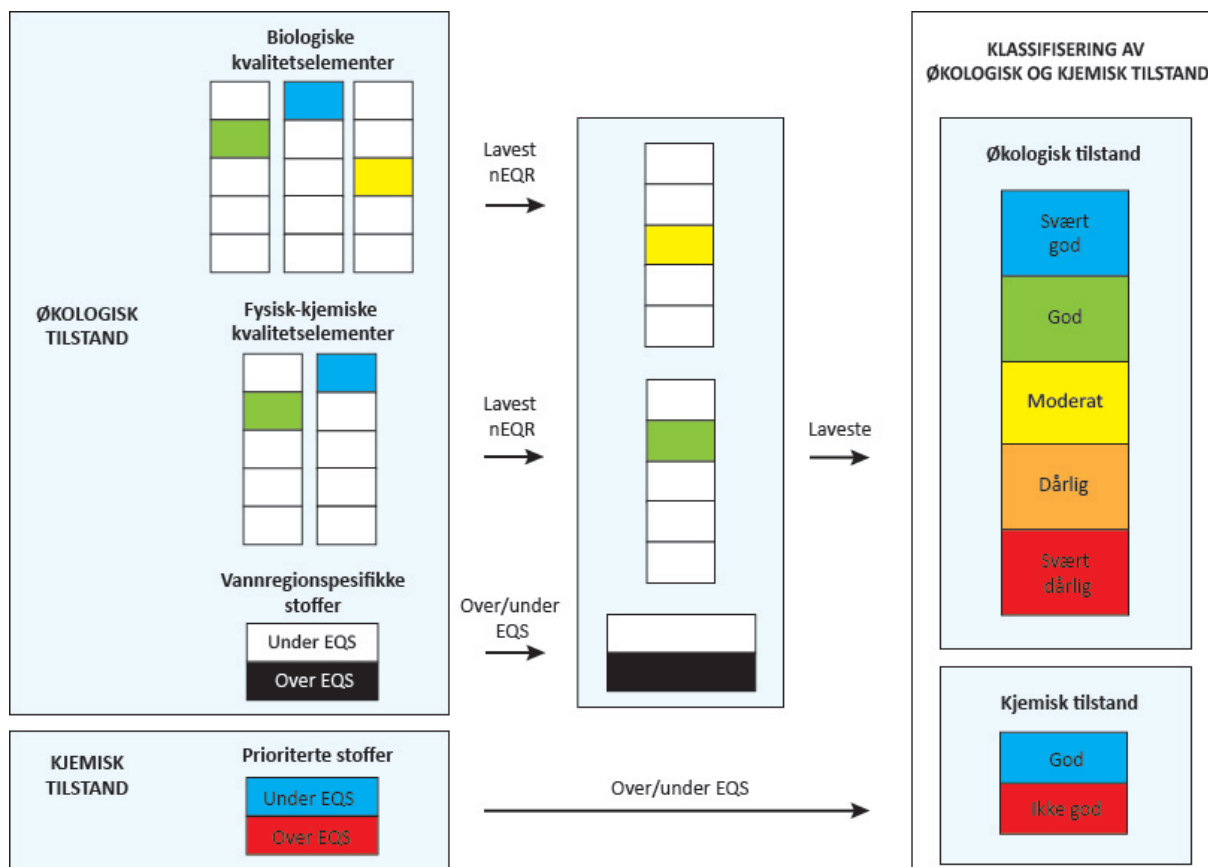 Biologiske
kvalitetselementer
ØKOLOGISK
TILSTAND
Fysisk-kjemiske
kvalitetselementer
Vannregionspesifikke
stoffer
Under EQS
Over EQS
KJEMISK
TILSTAND
Prioriterte stoffer
Under EQS
Over EQS
Lavest
nEQR
Lavest
nEQR
Over/under
EQS
Laveste
Over/under EQS
KLASSIFISERING AV
ØKOLOGISK OG KJEMISK TILSTAND
Økologisk tilstand
Svært
god
God
Moderat
Dårlig
Svært
dårlig
Kjemisk tilstand
God
Ikke god